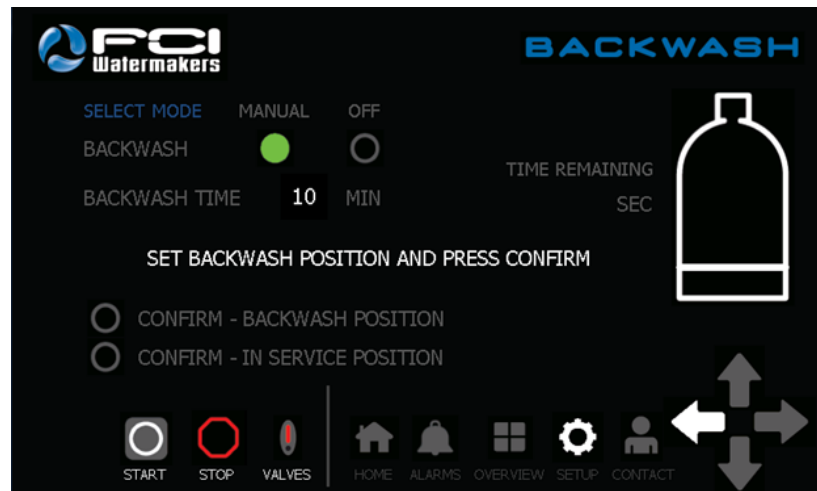 FCI
Watermakers
BACKWASH
SELECT MODE MANUAL OFF
BACKWASH
TIME REMAINING
BACKWASH TIME 10 MIN
SEC
SET BACKWASH POSITION AND PRESS CONFIRM
CONFIRM - BACKWASH POSITION
CONFIRM - IN SERVICE POSITION
START STOP VALVES HOME ALARMS OVERVIEW SETUP CONTACT